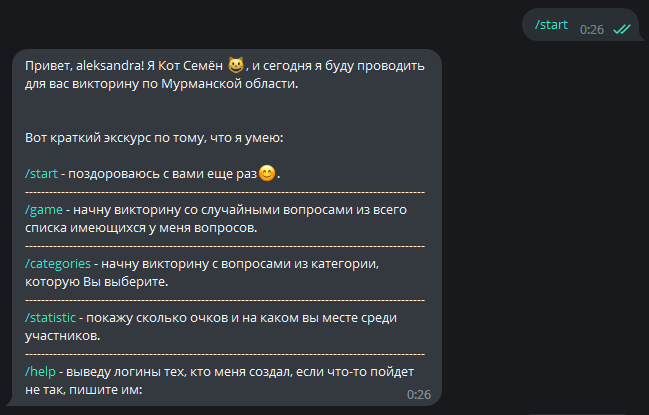 /start 0:26
Привет, aleksandra! Я Кот Семён 😺, и сегодня я буду проводить
для вас викторину по Мурманской области.
Вот краткий экскурс по тому, что я умею:
/start - поздороваюсь с вами еще раз😊.
--------------------------------------------------------------------------------
/game - начну викторину со случайными вопросами из всего
списка имеющихся у меня вопросов.
--------------------------------------------------------------------------------
/categories - начну викторину с вопросами из категории,
которую Вы выберите.
--------------------------------------------------------------------------------
/statistic - покажу сколько очков и на каком вы месте среди
участников.
--------------------------------------------------------------------------------
/help - выведу логины тех, кто меня создал, если что-то пойдет
не так, пишите им:
0:26